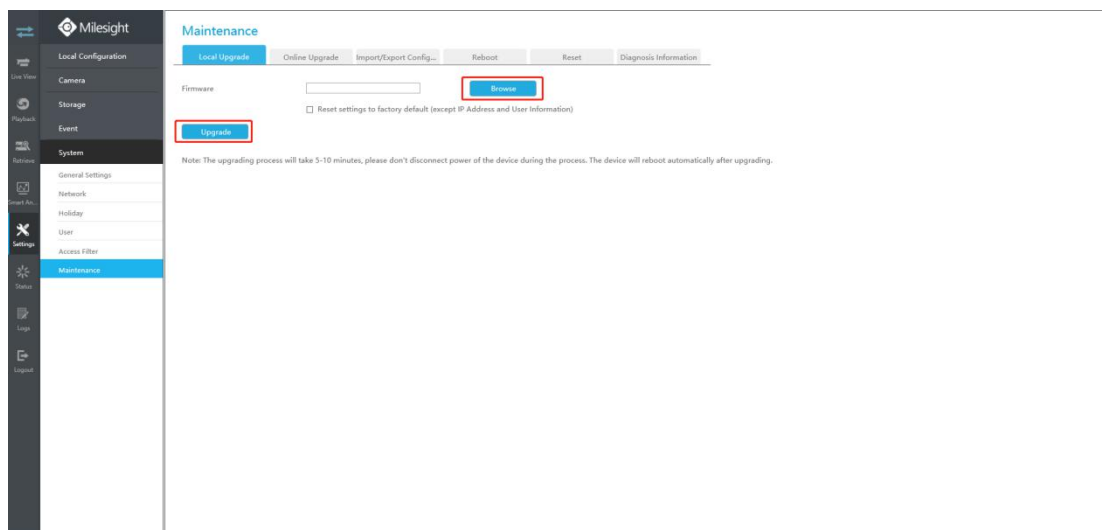 Milesight
Local Configuration
Camera
Storage
Event
System
General Settings
Network
Holiday
User
Access Filter
Maintenance
Live View
Playback
Retrieve
Smart An...
Settings
Status
Logs
Logout
Maintenance
Local Upgrade Online Upgrade Import/Export Config... Reboot Reset Diagnosis Information
Firmware Browse
Reset settings to factory default (except IP Address and User Information)
Upgrade
Note: The upgrading process will take 5-10 minutes, please don't disconnect power of the device during the process. The device will reboot automatically after upgrading.